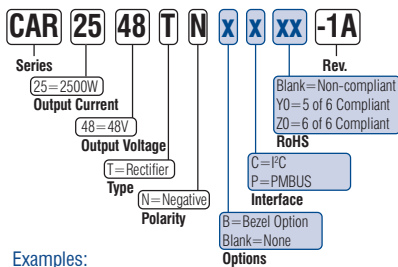 CAR 25 48 T N x x xx -1A
Series
Rev.
25=2500W
Output Current
Blank=Non-compliant
Y0=5 of 6 Compliant
Z0=6 of 6 Compliant
RoHS
48=48V
Output Voltage
T=Rectifier
Type
C=I²C
P=PMBUS
Interface
N=Negative
Polarity
B=Bezel Option
Blank=None
Options
Examples: